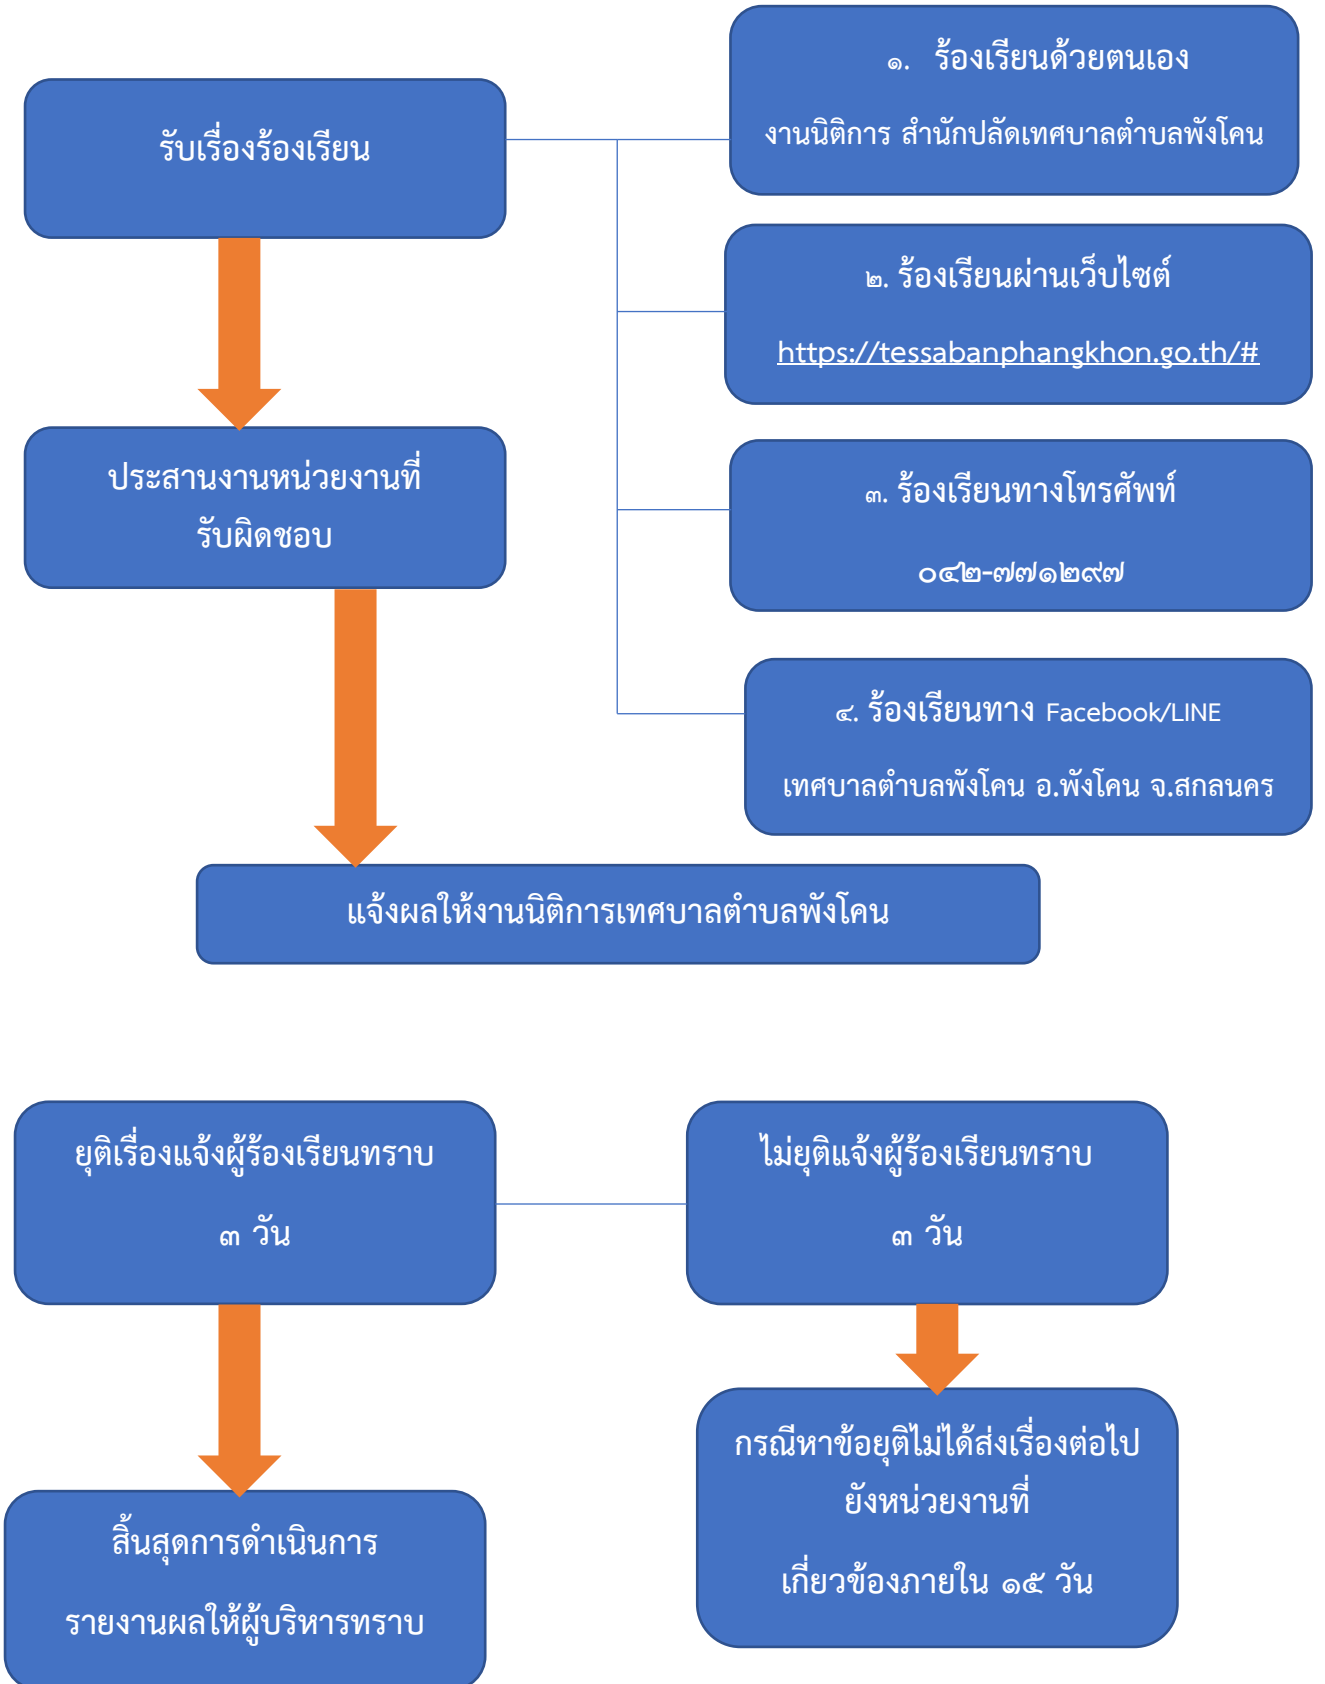 รับเรื่องร้องเรียน
๑. ร้องเรียนด้วยตนเอง
งานนิติการ สำนักปลัดเทศบาลตำบลพังโคน
๒. ร้องเรียนผ่านเว็บไซต์
https://tessabanphangkhon.go.th/#
๓. ร้องเรียนทางโทรศัพท์
๐๔๒-๗๗๑๒๙๗
๔. ร้องเรียนทาง Facebook/LINE
เทศบาลตำบลพังโคน อ.พังโคน จ.สกลนคร
ประสานงานหน่วยงานที่
รับผิดชอบ
แจ้งผลให้งานนิติการเทศบาลตำบลพังโคน
ยุติเรื่องแจ้งผู้ร้องเรียนทราบ
๓ วัน
ไม่ยุติแจ้งผู้ร้องเรียนทราบ
๓ วัน
สิ้นสุดการดำเนินการ
รายงานผลให้ผู้บริหารทราบ
กรณีหาข้อยุติไม่ได้ส่งเรื่องต่อไป
ยังหน่วยงานที่
เกี่ยวข้องภายใน ๑๕ วัน